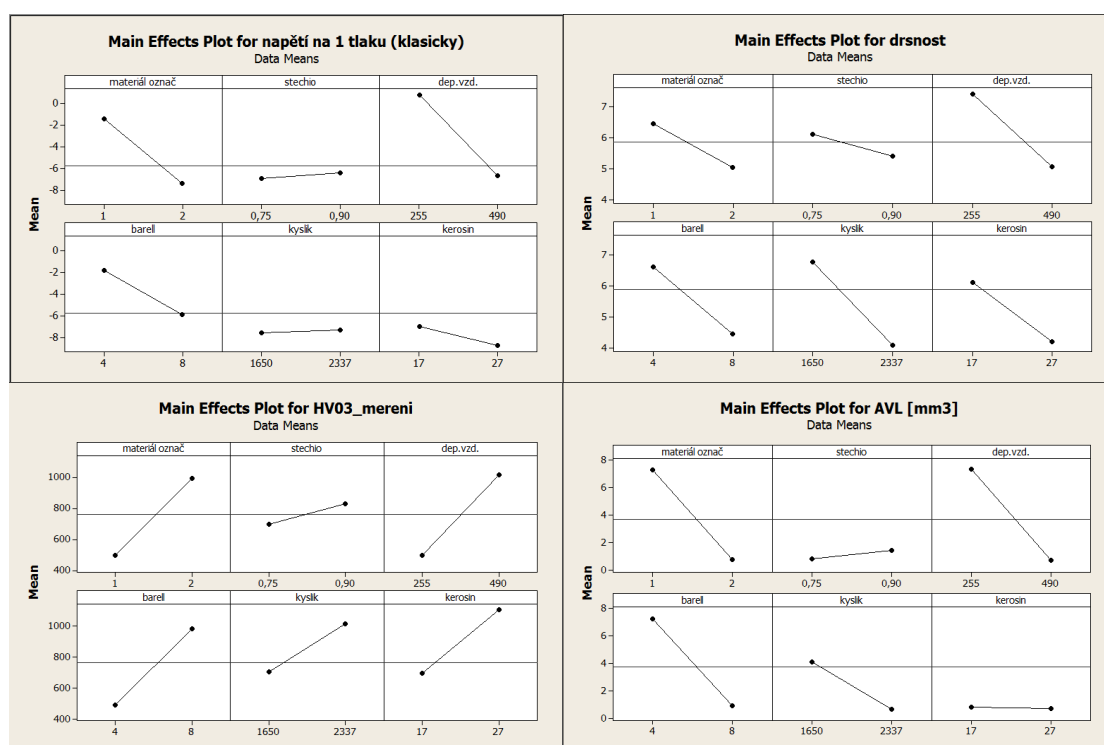 Main Effects Plot for napětí na 1 tlaku (klasicky)
Data Means
materiál označ stechio dep.vzd.
0
-2
-4
-6
-8
1 2 0,75 0,90 255 490
barell kyslik kerosin
0
-2
-4
-6
-8
4 8 1650 2337 17 27
Mean
Main Effects Plot for drsnost
Data Means
materiál označ stechio dep.vzd.
7
6
5
4
1 2 0,75 0,90 255 490
barell kyslik kerosin
7
6
5
4
4 8 1650 2337 17 27
Mean
Main Effects Plot for HV03_mereni
Data Means
materiál označ stechio dep.vzd.
1000
800
600
400
1 2 0,75 0,90 255 490
barell kyslik kerosin
1000
800
600
400
4 8 1650 2337 17 27
Mean
Main Effects Plot for AVL [mm3]
Data Means
materiál označ stechio dep.vzd.
8
6
4
2
0
1 2 0,75 0,90 255 490
barell kyslik kerosin
8
6
4
2
0
4 8 1650 2337 17 27
Mean